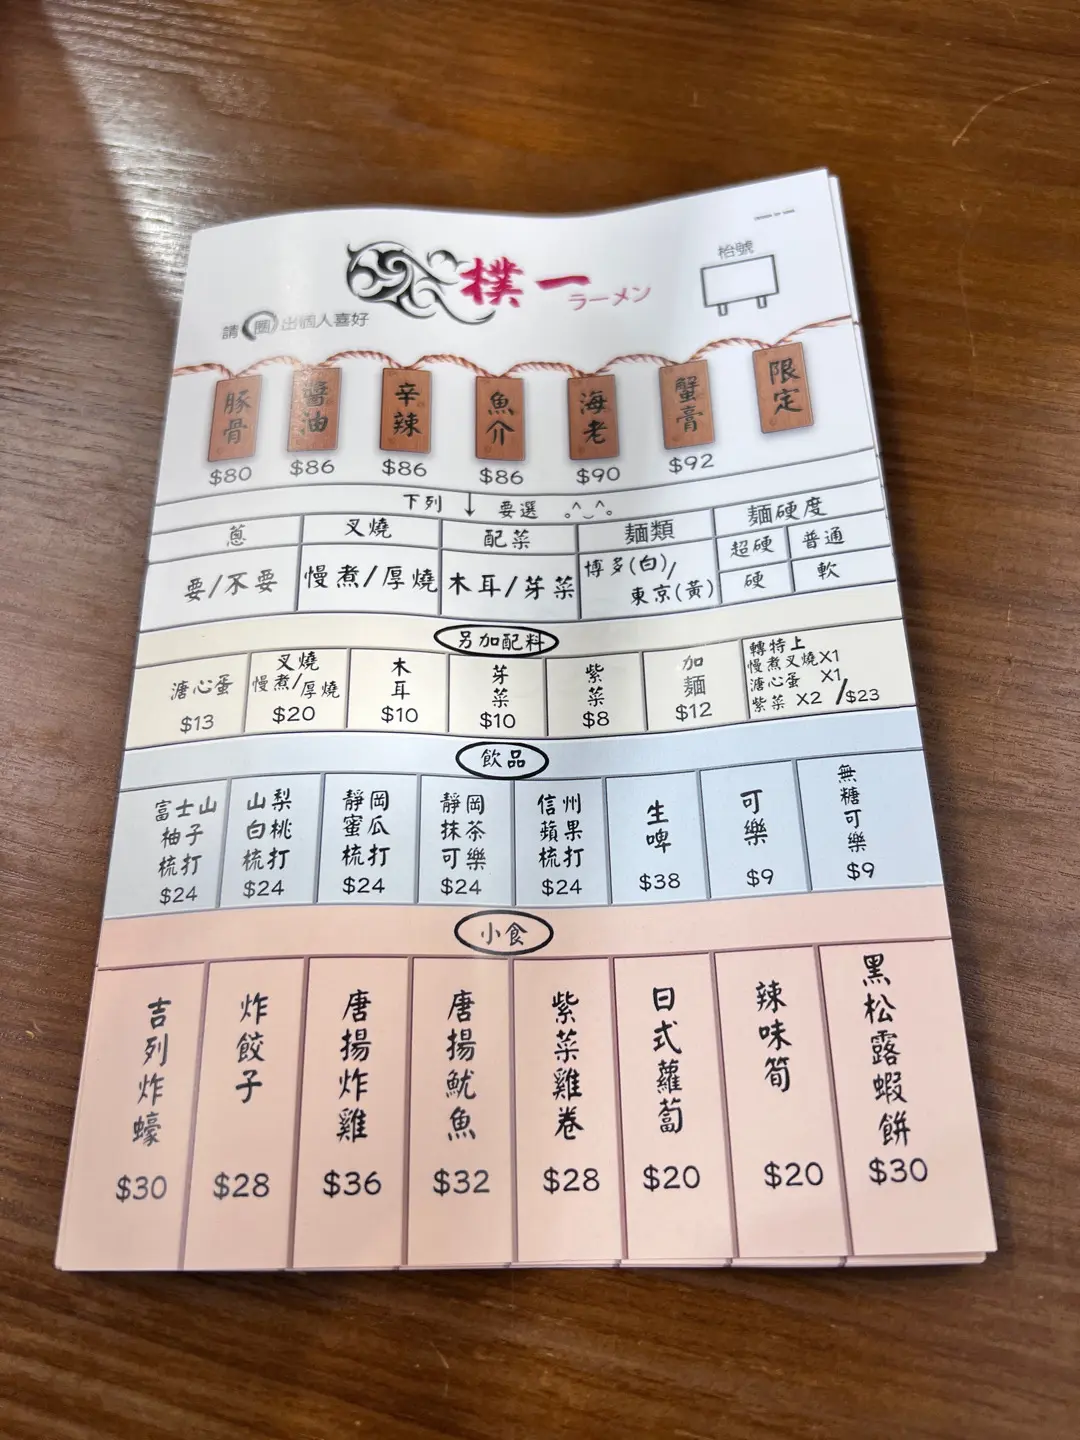 樸一
ラーメン
枱號
請圈出個人喜好
豚骨 醬油 辛辣 魚介 海老 蟹膏 限定
$80 $86 $86 $86 $90 $92
下列 ↓ 要選 。^‿^。
蔥 叉燒 配菜 麵類 麵硬度
要/不要 慢煮/厚燒 木耳/芽菜 博多(白)/東京(黃) 超硬 普通 硬 軟
另加配料
溏心蛋 $13
叉燒 慢煮/厚燒 $20
木耳 $10
芽菜 $10
紫菜 $8
加麵 $12
轉特上
慢煮叉燒X1
溏心蛋 X1
紫菜 X2 /$23
飲品
富士山柚子梳打 $24
山梨白桃梳打 $24
靜岡蜜瓜梳打 $24
靜岡抹茶可樂 $24
信州蘋果梳打 $24
生啤 $38
可樂 $9
無糖可樂 $9
小食
吉列炸蠔 $30
炸餃子 $28
唐揚炸雞 $36
唐揚魷魚 $32
紫菜雞卷 $28
日式蘿蔔 $20
辣味筍 $20
黑松露蝦餅 $30